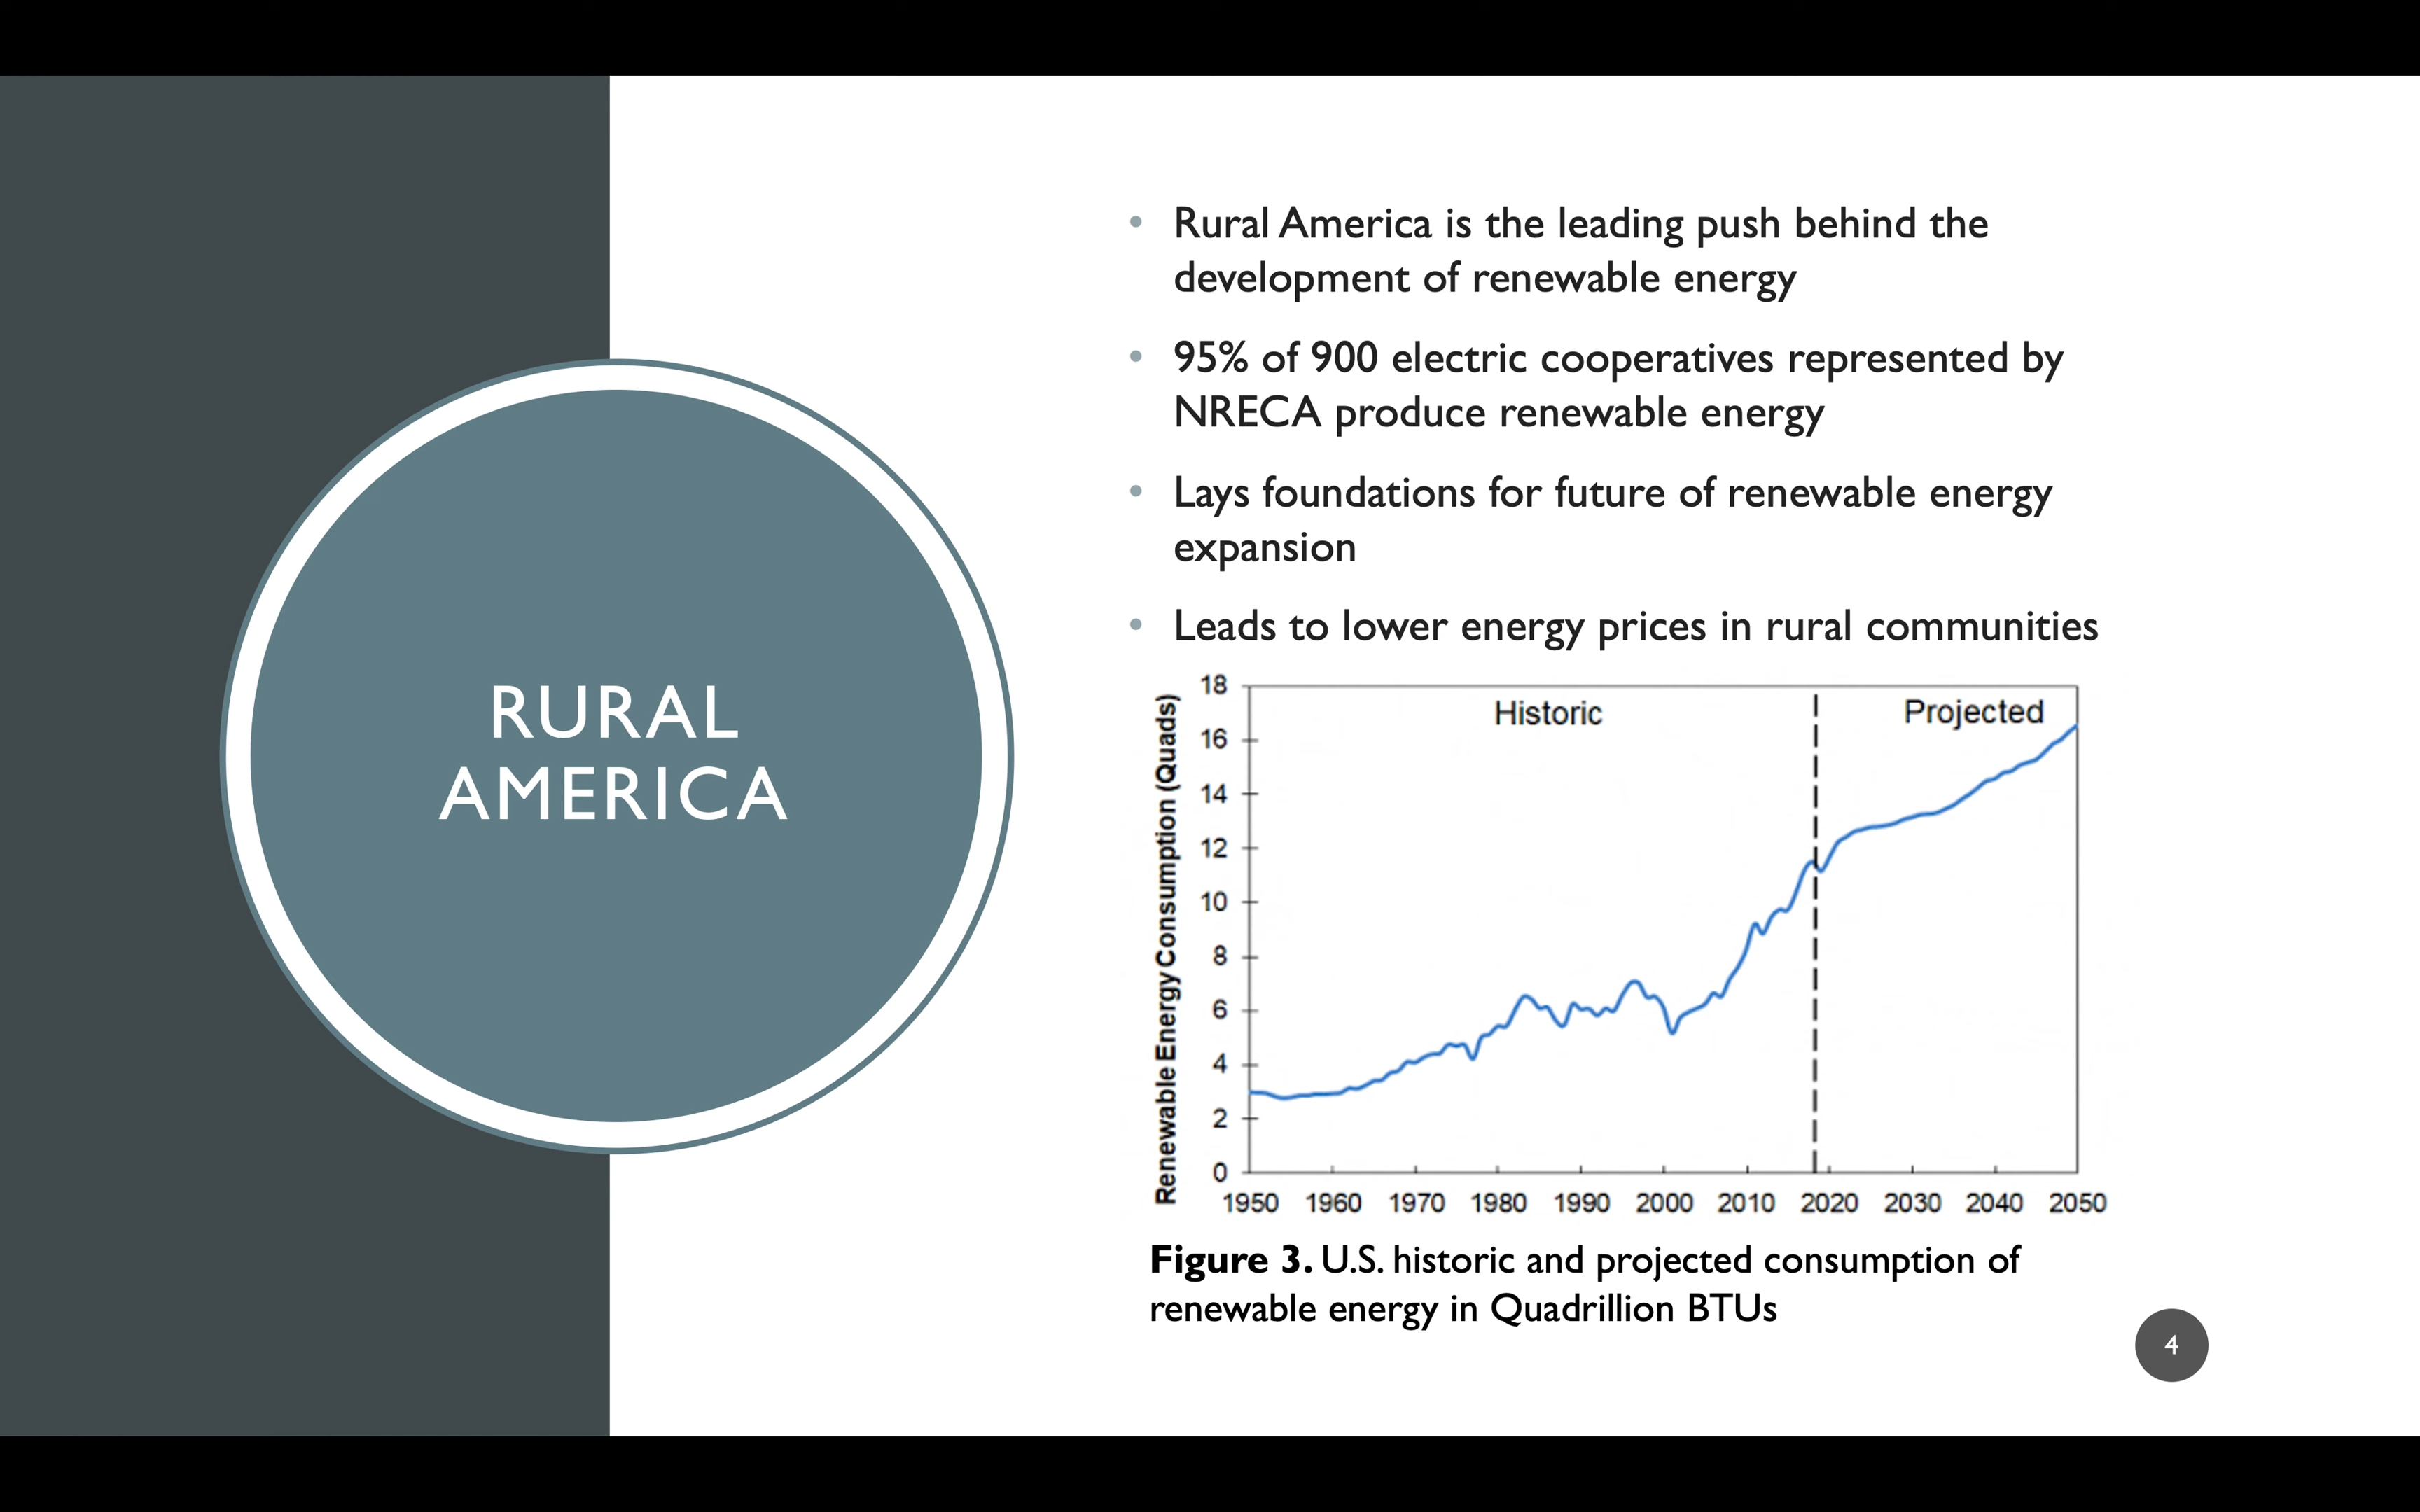 RURAL
AMERICA
• Rural America is the leading push behind the
development of renewable energy
• 95% of 900 electric cooperatives represented by
NRECA produce renewable energy
• Lays foundations for future of renewable energy
expansion
• Leads to lower energy prices in rural communities
Renewable Energy Consumption (Quads)
18
16
14
12
10
8
6
4
2
0
Historic
Projected
1950 1960 1970 1980 1990 2000 2010 2020 2030 2040 2050
Figure 3. U.S. historic and projected consumption of
renewable energy in Quadrillion BTUs
4